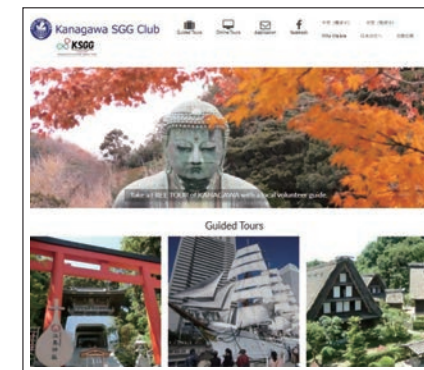 Kanagawa SGG Club
KSGG
Guided Tours
Online Tours
Application
facebook
Take a FREE TOUR of KANAGAWA with a local volunteer guide.
Guided Tours